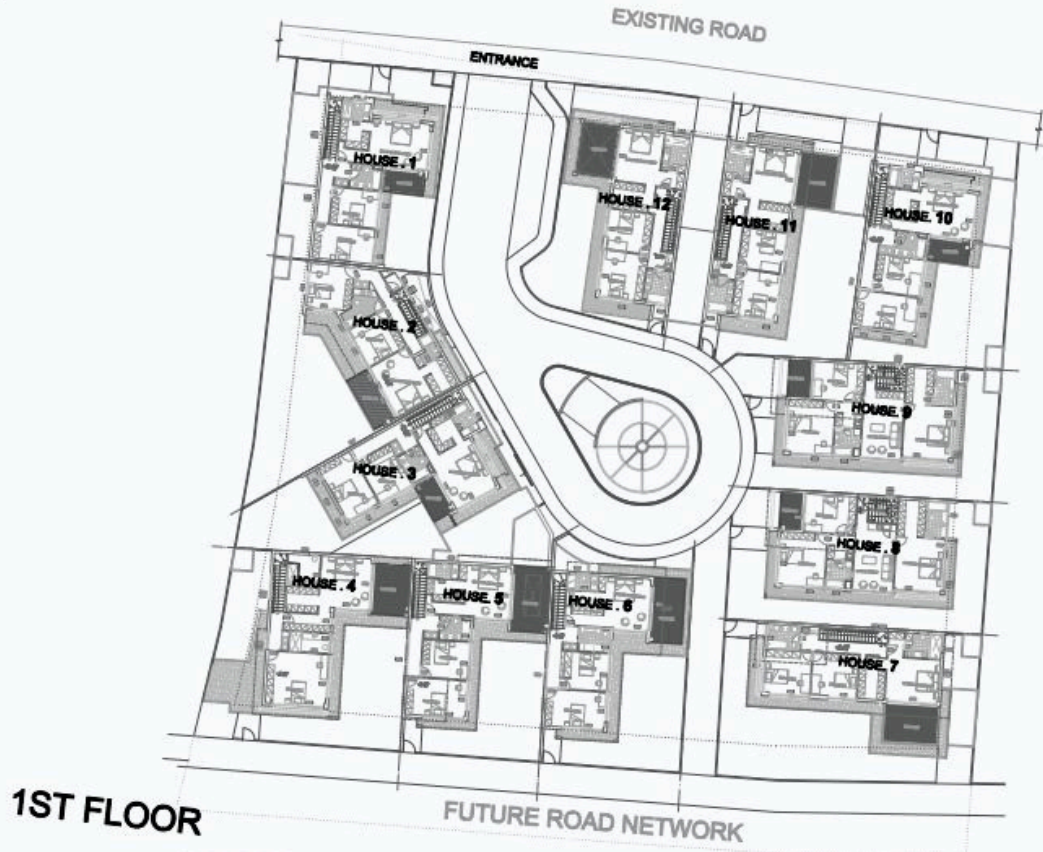 EXISTING ROAD
ENTRANCE
HOUSE . 1
HOUSE . 12
HOUSE . 11
HOUSE. 10
HOUSE . 2
HOUSE. 9
HOUSE . 3
HOUSE . 8
HOUSE . 4
HOUSE . 5
HOUSE . 6
HOUSE. 7
1ST FLOOR
FUTURE ROAD NETWORK